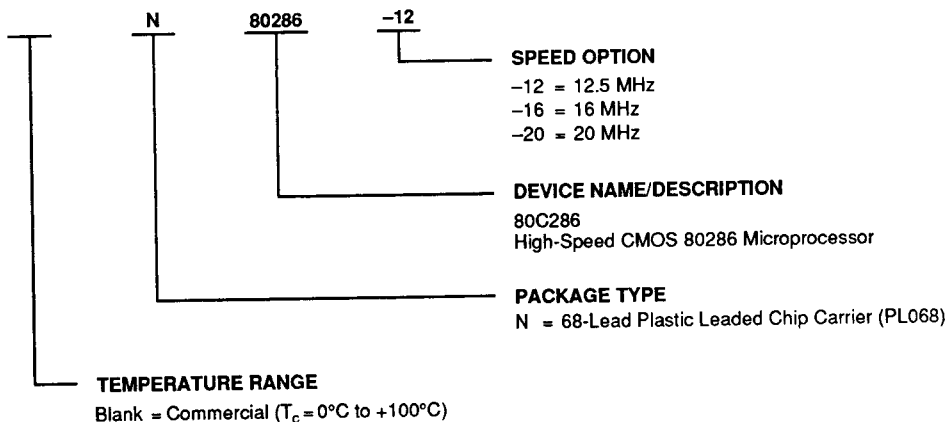 N 80286 –12
SPEED OPTION
–12 = 12.5 MHz
–16 = 16 MHz
–20 = 20 MHz
DEVICE NAME/DESCRIPTION
80C286
High-Speed CMOS 80286 Microprocessor
PACKAGE TYPE
N = 68-Lead Plastic Leaded Chip Carrier (PL068)
TEMPERATURE RANGE
Blank = Commercial (Tc = 0°C to +100°C)